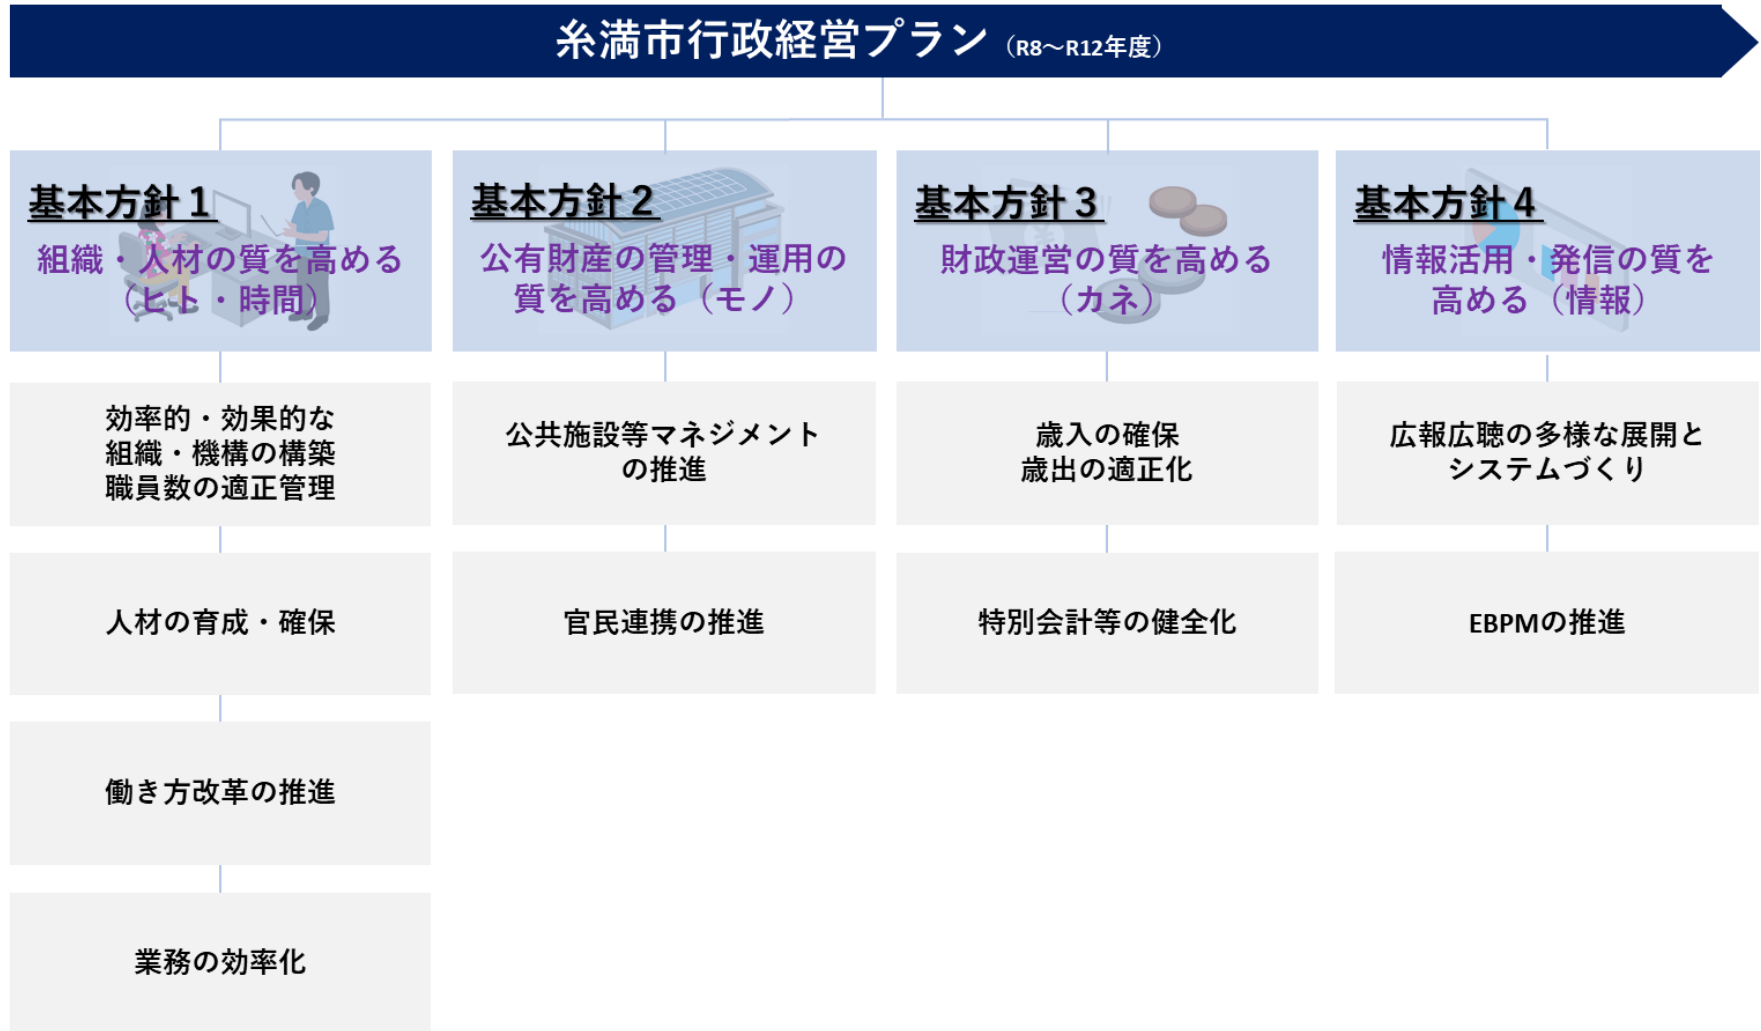 糸満市行政経営プラン（R8～R12年度）
基本方針１
組織・人材の質を高める
（ヒト・時間）
効率的・効果的な
組織・機構の構築
職員数の適正管理
人材の育成・確保
働き方改革の推進
業務の効率化
基本方針２
公有財産の管理・運用の
質を高める（モノ）
公共施設等マネジメント
の推進
官民連携の推進
基本方針３
財政運営の質を高める
（カネ）
歳入の確保
歳出の適正化
特別会計等の健全化
基本方針４
情報活用・発信の質を
高める（情報）
広報広聴の多様な展開と
システムづくり
EBPMの推進